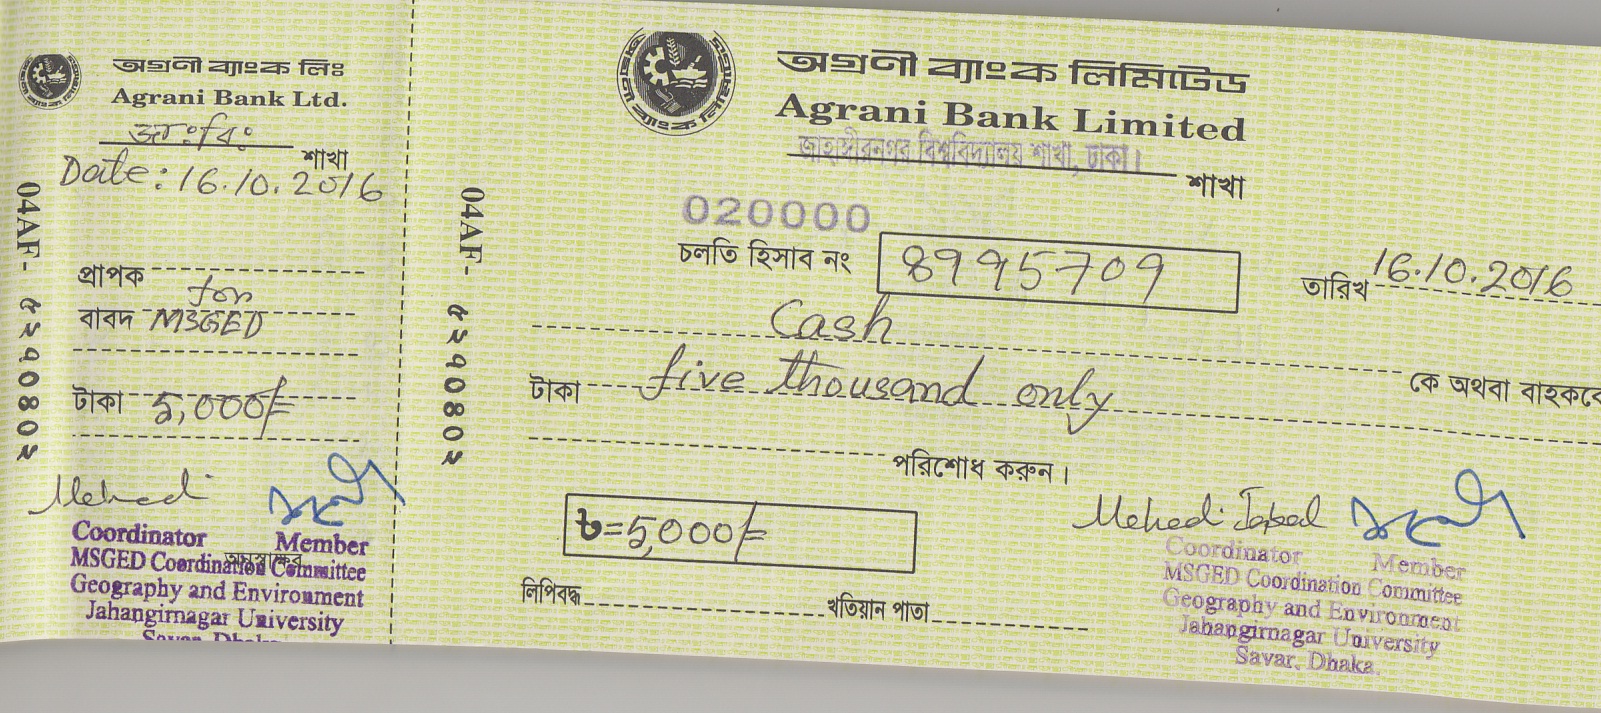 অগ্রণী ব্যাংক লিঃ
Agrani Bank Ltd.
জাঃবিঃ
শাখা
Date: 16.10.2016
04AF- ৫২৭০৪০২
প্রাপক
for
বাবদ MSGED
টাকা 5,000/=
Mehedi
Coordinator Member
MSGED Coordination Committee
Geography and Environment
Jahangirnagar University
Savar, Dhaka
অগ্রণী ব্যাংক লিমিটেড
Agrani Bank Limited
জাহাঙ্গীরনগর বিশ্ববিদ্যালয় শাখা, ঢাকা।
শাখা
04AF- ৫২৭০৪০২
020000
চলতি হিসাব নং 8995709
তারিখ 16.10.2016
Cash
কে অথবা বাহককে
টাকা five thousand only
পরিশোধ করুন।
৳=5,000/=
Mehedi Iqbal
Coordinator Member
MSGED Coordination Committee
Geography and Environment
Jahangirnagar University
Savar, Dhaka.
লিপিবদ্ধ খতিয়ান পাতা